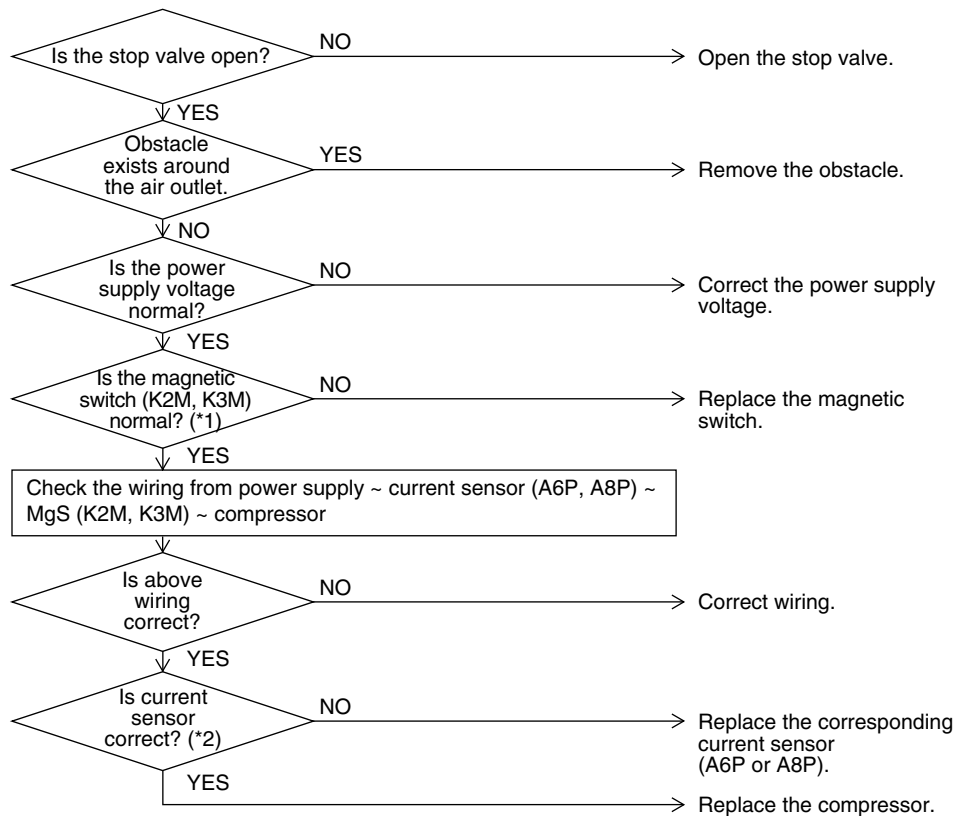 Is the stop valve open?
NO
Open the stop valve.
YES
Obstacle
exists around
the air outlet.
YES
Remove the obstacle.
NO
Is the power
supply voltage
normal?
NO
Correct the power supply
voltage.
YES
Is the magnetic
switch (K2M, K3M)
normal? (*1)
NO
Replace the magnetic
switch.
YES
Check the wiring from power supply ~ current sensor (A6P, A8P) ~
MgS (K2M, K3M) ~ compressor
Is above
wiring
correct?
NO
Correct wiring.
YES
Is current
sensor
correct? (*2)
NO
Replace the corresponding
current sensor
(A6P or A8P).
YES
Replace the compressor.